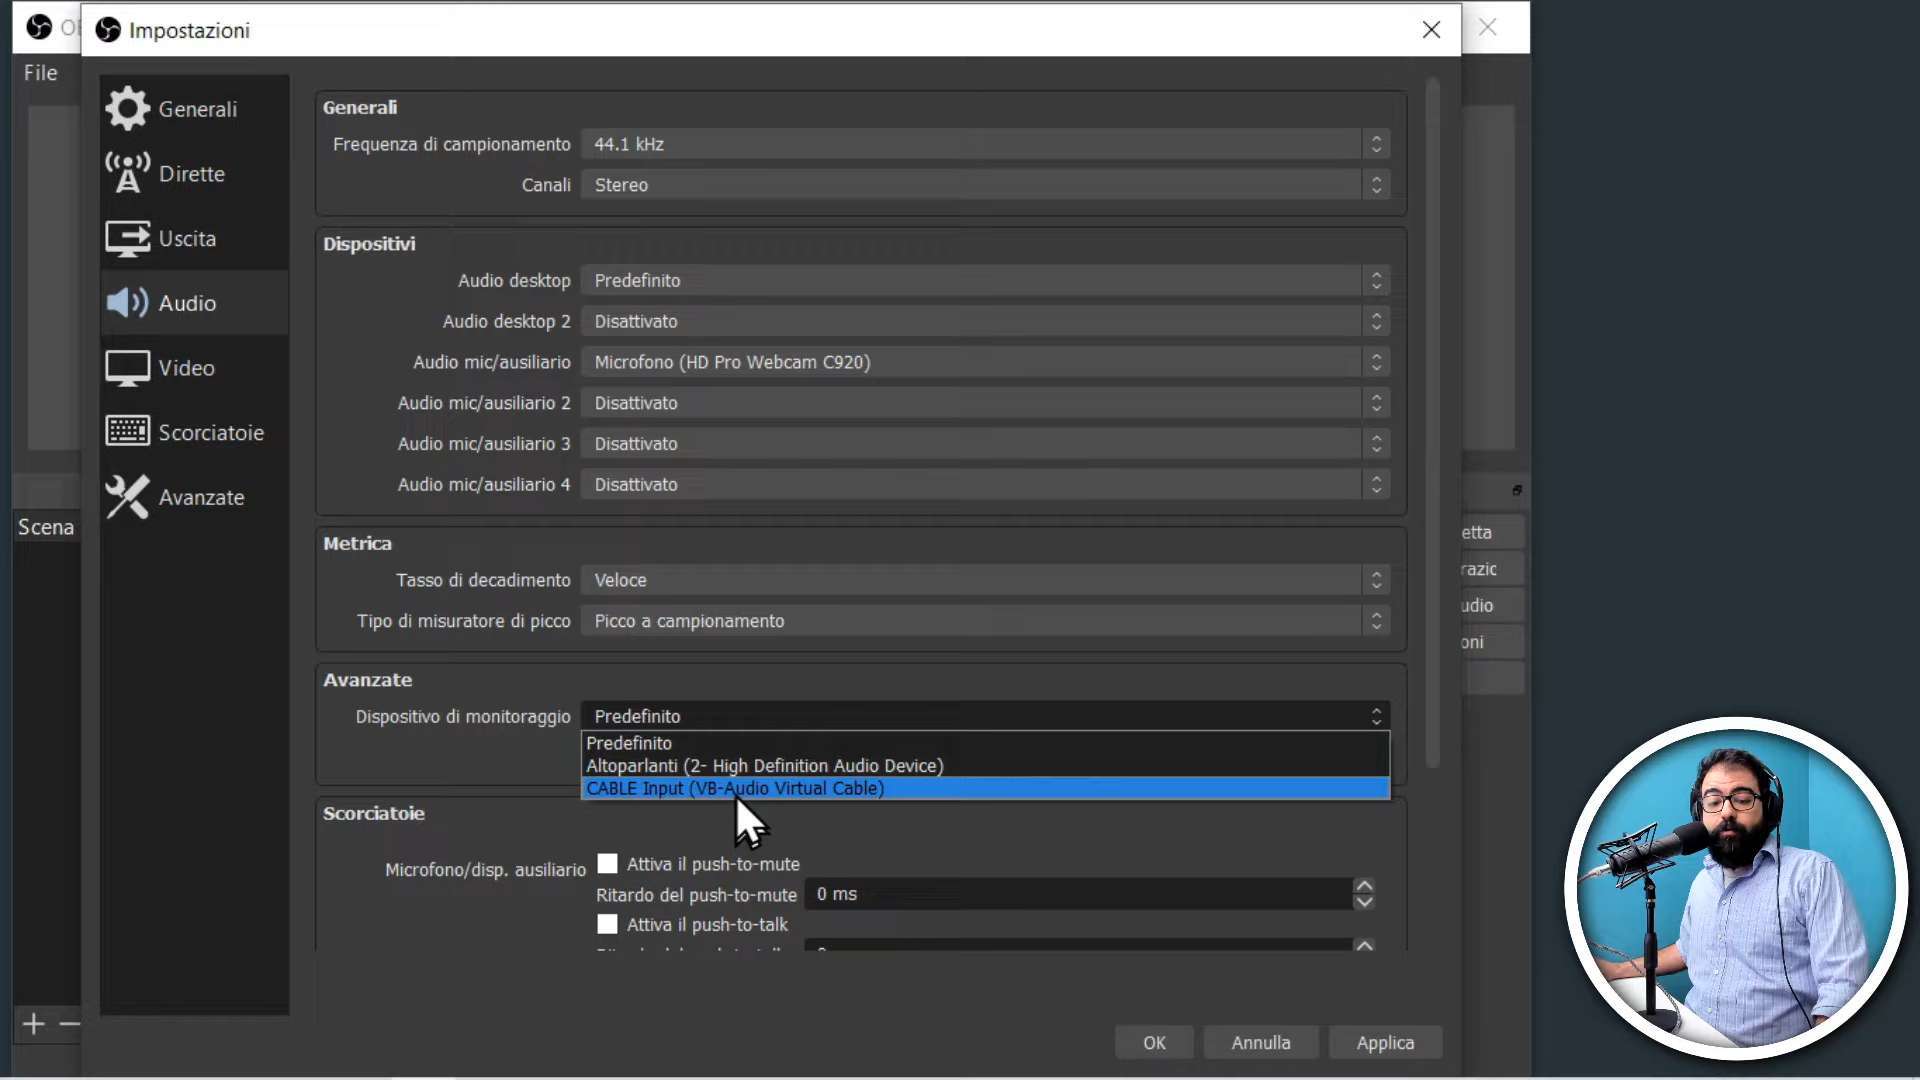 Impostazioni
File
Generali
Dirette
Uscita
Audio
Video
Scorciatoie
Avanzate
Scena
Generali
Frequenza di campionamento 44.1 kHz
Canali Stereo
Dispositivi
Audio desktop Predefinito
Audio desktop 2 Disattivato
Audio mic/ausiliario Microfono (HD Pro Webcam C920)
Audio mic/ausiliario 2 Disattivato
Audio mic/ausiliario 3 Disattivato
Audio mic/ausiliario 4 Disattivato
Metrica
Tasso di decadimento Veloce
Tipo di misuratore di picco Picco a campionamento
Avanzate
Dispositivo di monitoraggio Predefinito
Predefinito
Altoparlanti (2- High Definition Audio Device)
CABLE Input (VB-Audio Virtual Cable)
Scorciatoie
Microfono/disp. ausiliario Attiva il push-to-mute
Ritardo del push-to-mute 0 ms
Attiva il push-to-talk
etta
razic
udio
oni
OK Annulla Applica